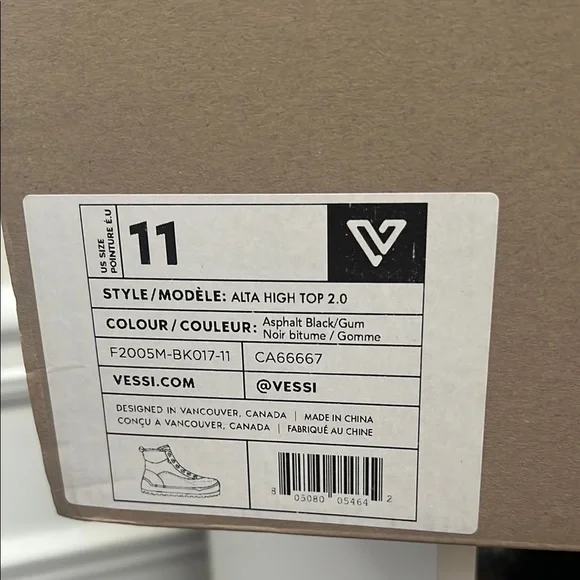 US SIZE
POINTURE É.U
11
STYLE/MODÈLE: ALTA HIGH TOP 2.0
COLOUR/COULEUR: Asphalt Black/Gum
Noir bitume / Gomme
F2005M-BK017-11 CA66667
VESSI.COM @VESSI
DESIGNED IN VANCOUVER, CANADA | MADE IN CHINA
CONÇU A VANCOUVER, CANADA | FABRIQUÉ AU CHINE
8 05080 05464 2